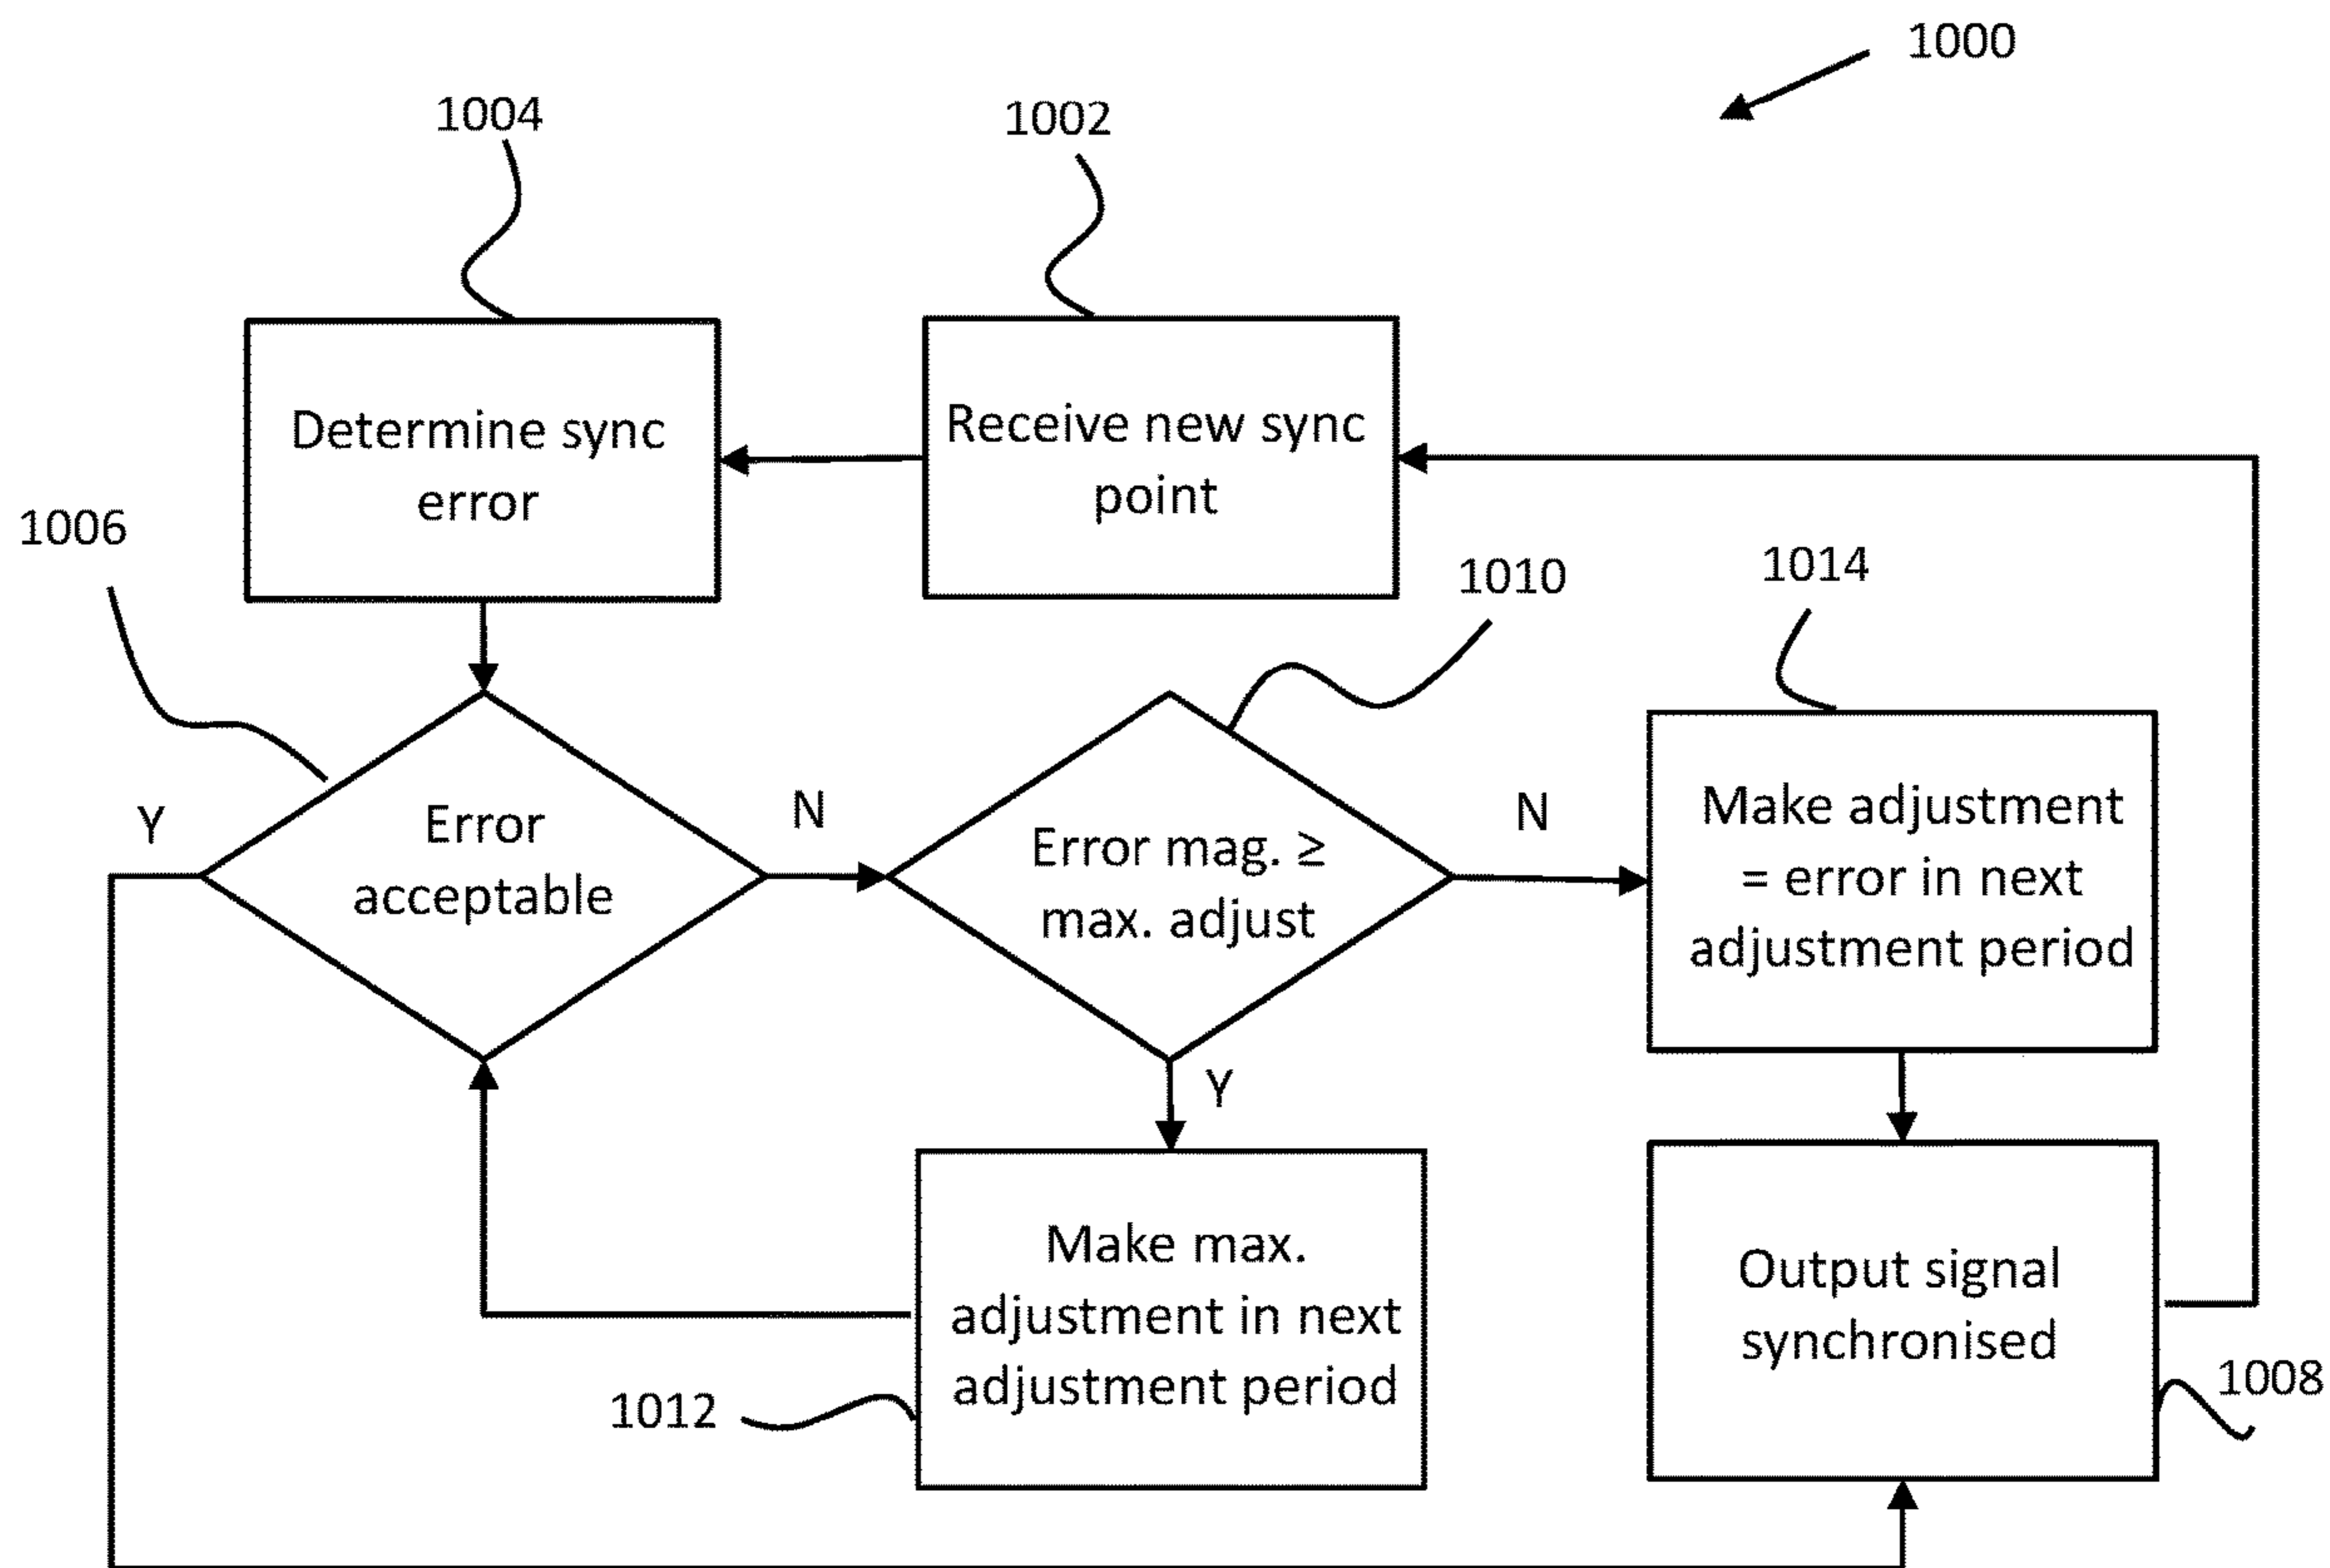 1000
1004
1002
Determine sync
error
Receive new sync
point
1006
1010
1014
Y
Error
acceptable
N
Error mag. ≥
max. adjust
N
Make adjustment
= error in next
adjustment period
Y
Make max.
adjustment in next
adjustment period
1012
Output signal
synchronised
1008